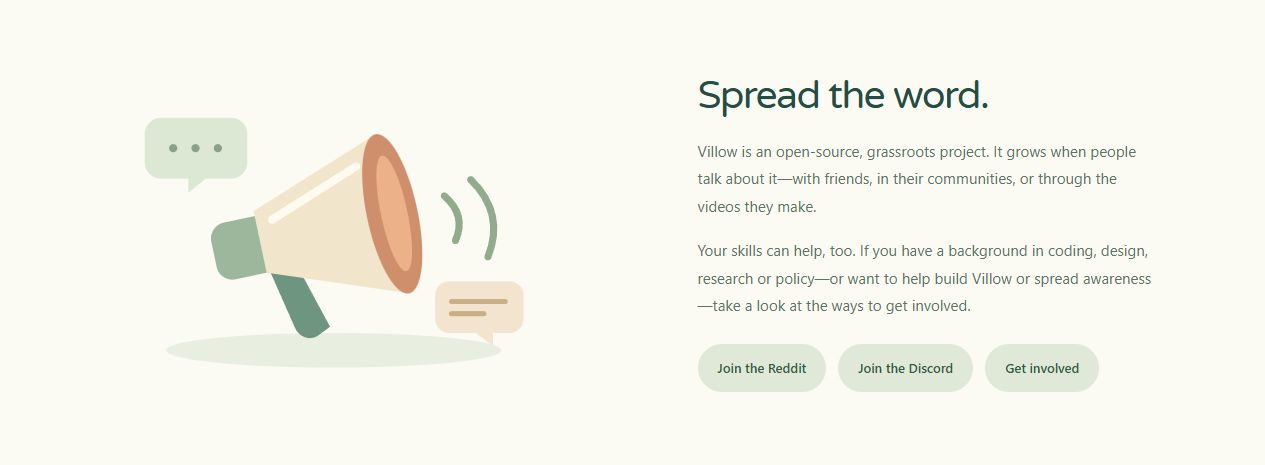 Spread the word.
Villow is an open-source, grassroots project. It grows when people
talk about it—with friends, in their communities, or through the
videos they make.
Your skills can help, too. If you have a background in coding, design,
research or policy—or want to help build Villow or spread awareness
—take a look at the ways to get involved.
Join the Reddit
Join the Discord
Get involved